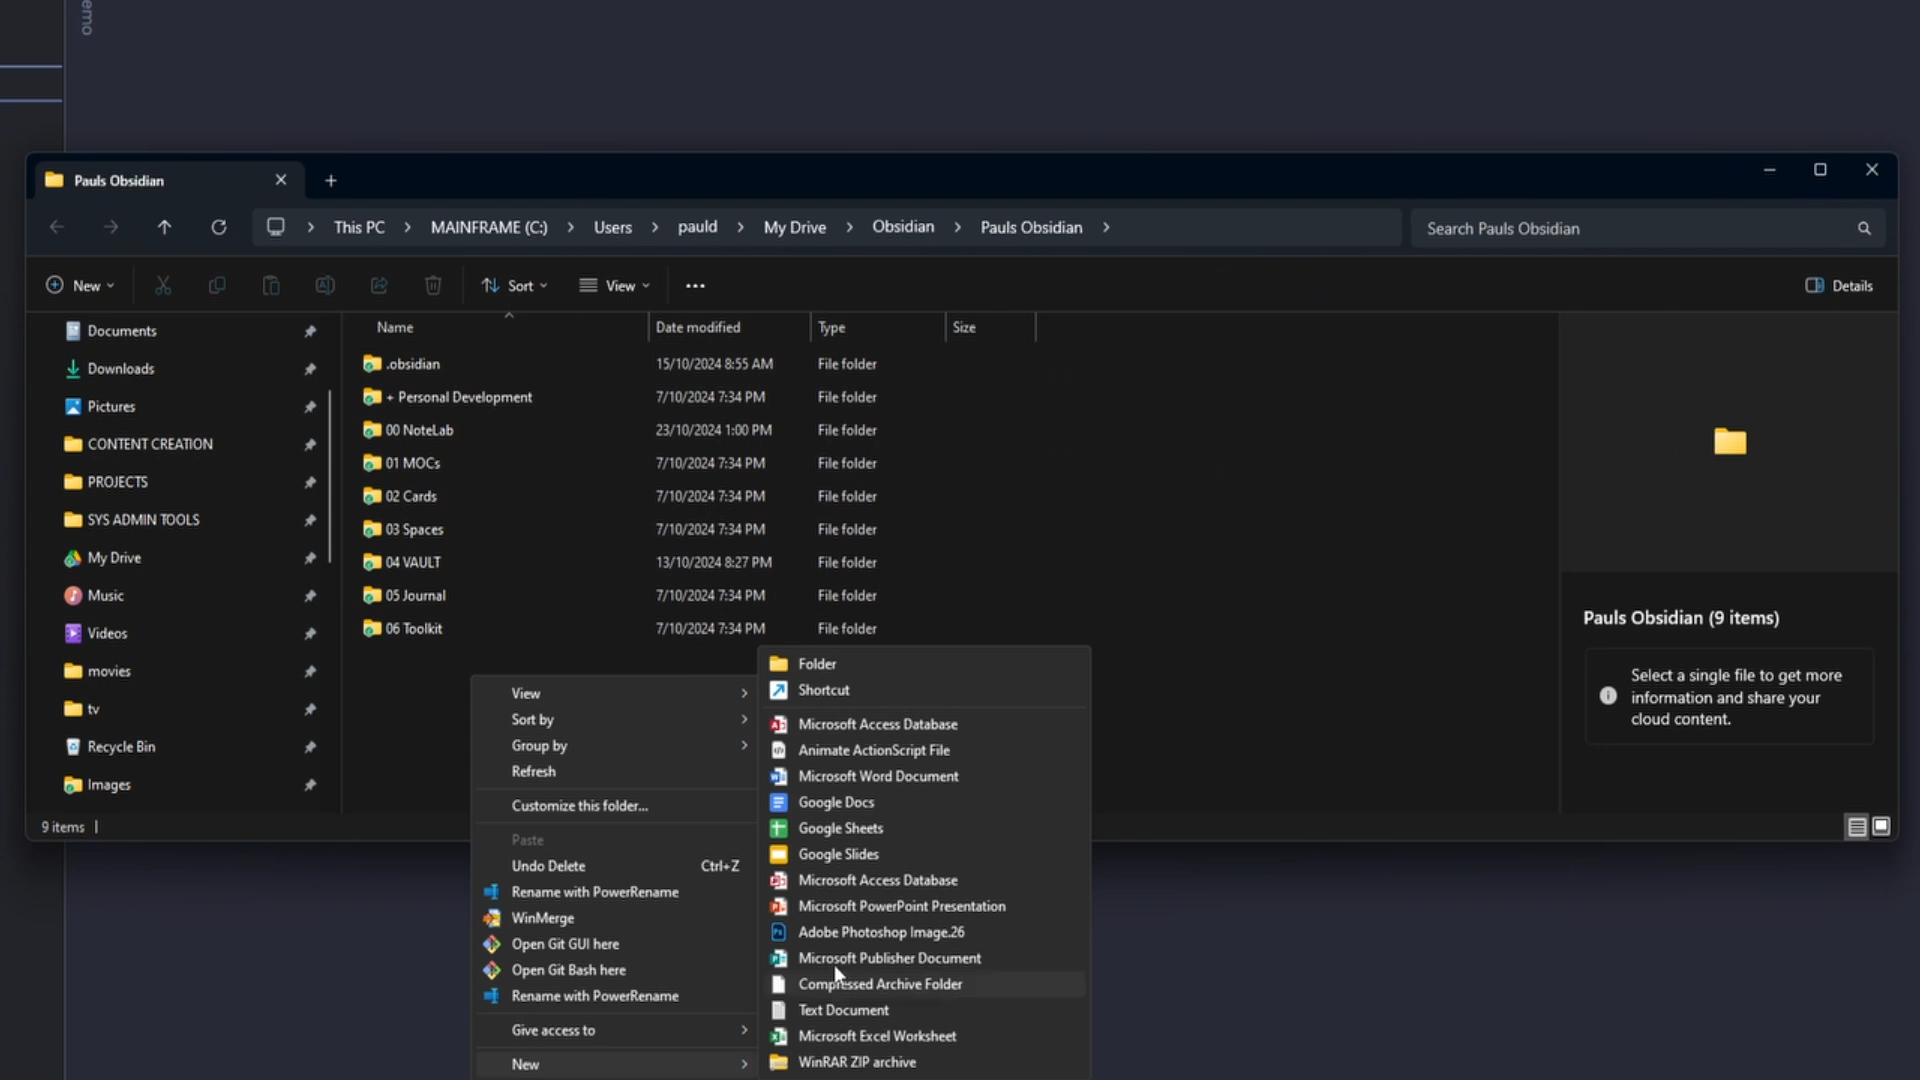 emo
Pauls Obsidian
This PC > MAINFRAME (C:) > Users > pauld > My Drive > Obsidian > Pauls Obsidian >
Search Pauls Obsidian
New
Sort
View
Details
Documents
Downloads
Pictures
CONTENT CREATION
PROJECTS
SYS ADMIN TOOLS
My Drive
Music
Videos
movies
tv
Recycle Bin
Images
Name Date modified Type Size
.obsidian 15/10/2024 8:55 AM File folder
+ Personal Development 7/10/2024 7:34 PM File folder
00 NoteLab 23/10/2024 1:00 PM File folder
01 MOCs 7/10/2024 7:34 PM File folder
02 Cards 7/10/2024 7:34 PM File folder
03 Spaces 7/10/2024 7:34 PM File folder
04 VAULT 13/10/2024 8:27 PM File folder
05 Journal 7/10/2024 7:34 PM File folder
06 Toolkit 7/10/2024 7:34 PM File folder
Pauls Obsidian (9 items)
Select a single file to get more
information and share your
cloud content.
9 items
View
Sort by
Group by
Refresh
Customize this folder...
Paste
Undo Delete Ctrl+Z
Rename with PowerRename
WinMerge
Open Git GUI here
Open Git Bash here
Rename with PowerRename
Give access to
New
Folder
Shortcut
Microsoft Access Database
Animate ActionScript File
Microsoft Word Document
Google Docs
Google Sheets
Google Slides
Microsoft Access Database
Microsoft PowerPoint Presentation
Adobe Photoshop Image.26
Microsoft Publisher Document
Compressed Archive Folder
Text Document
Microsoft Excel Worksheet
WinRAR ZIP archive